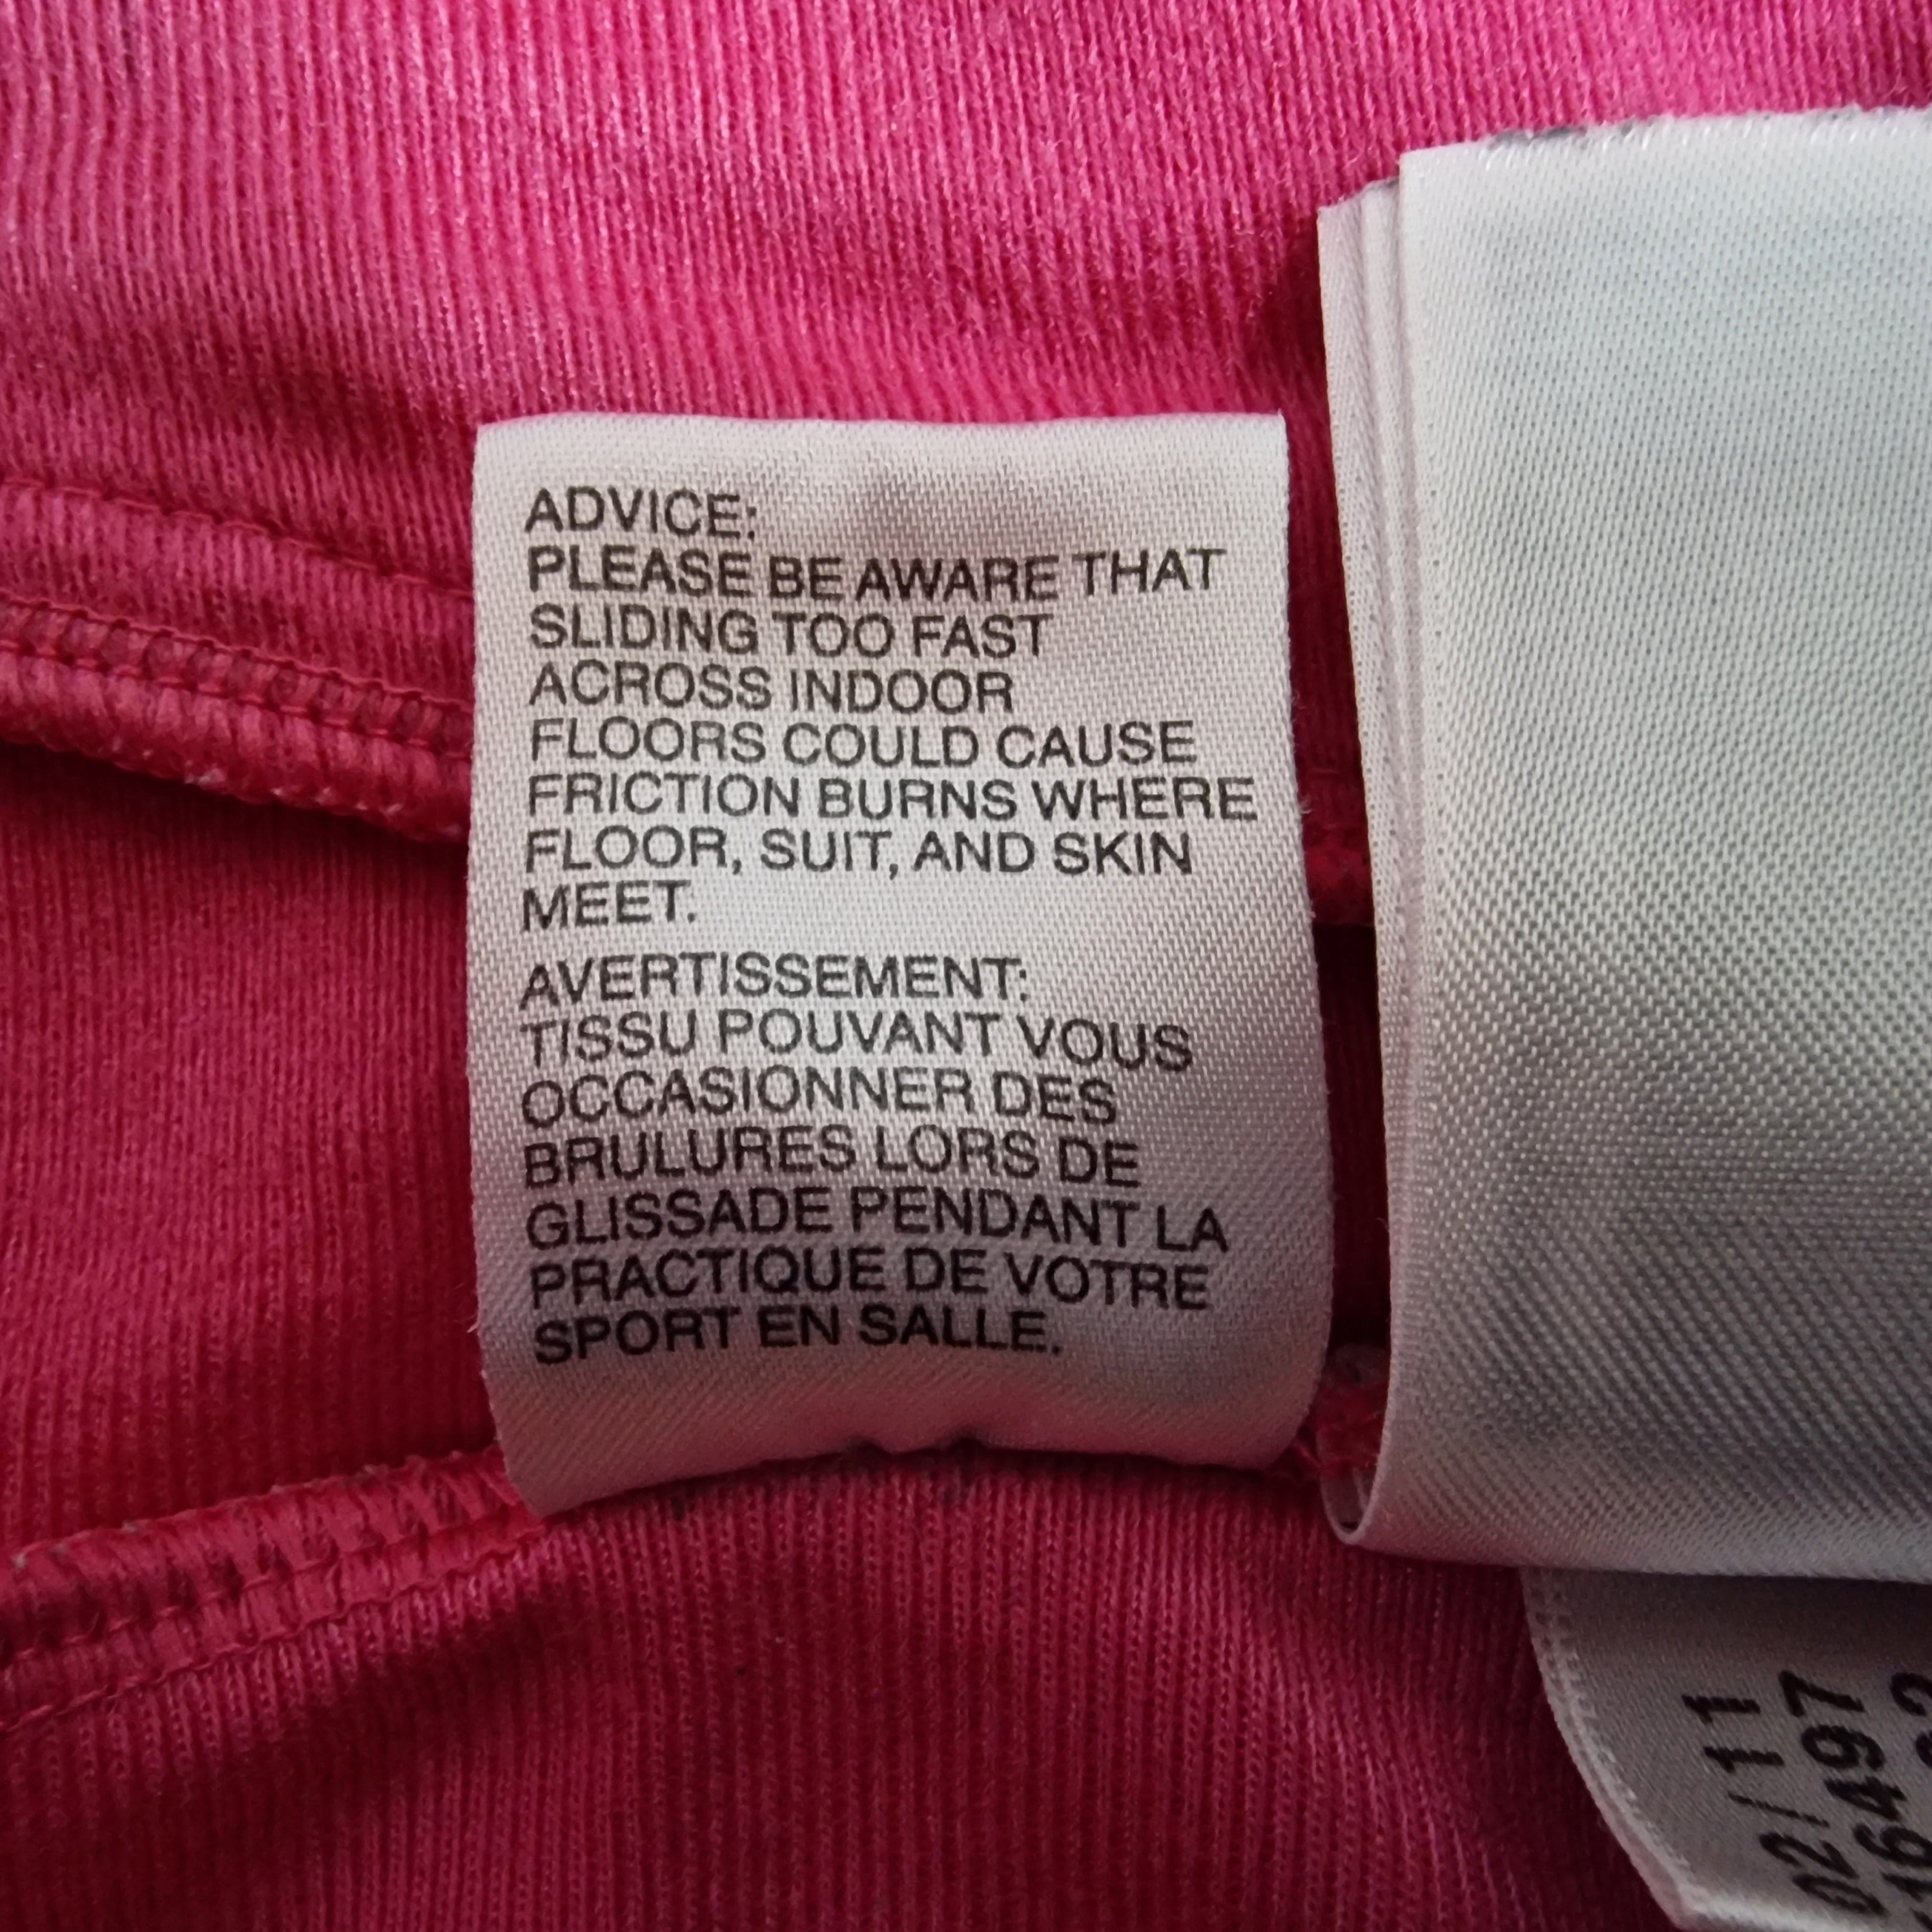 ADVICE:
PLEASE BE AWARE THAT
SLIDING TOO FAST
ACROSS INDOOR
FLOORS COULD CAUSE
FRICTION BURNS WHERE
FLOOR, SUIT, AND SKIN
MEET.
AVERTISSEMENT:
TISSU POUVANT VOUS
OCCASIONNER DES
BRULURES LORS DE
GLISSADE PENDANT LA
PRACTIQUE DE VOTRE
SPORT EN SALLE.
02/11